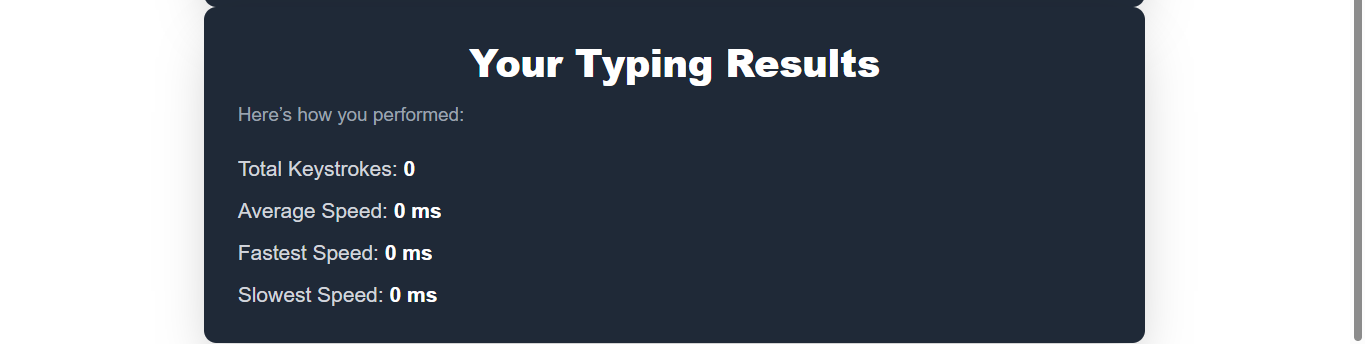 Your Typing Results
Here’s how you performed:
Total Keystrokes: 0
Average Speed: 0 ms
Fastest Speed: 0 ms
Slowest Speed: 0 ms